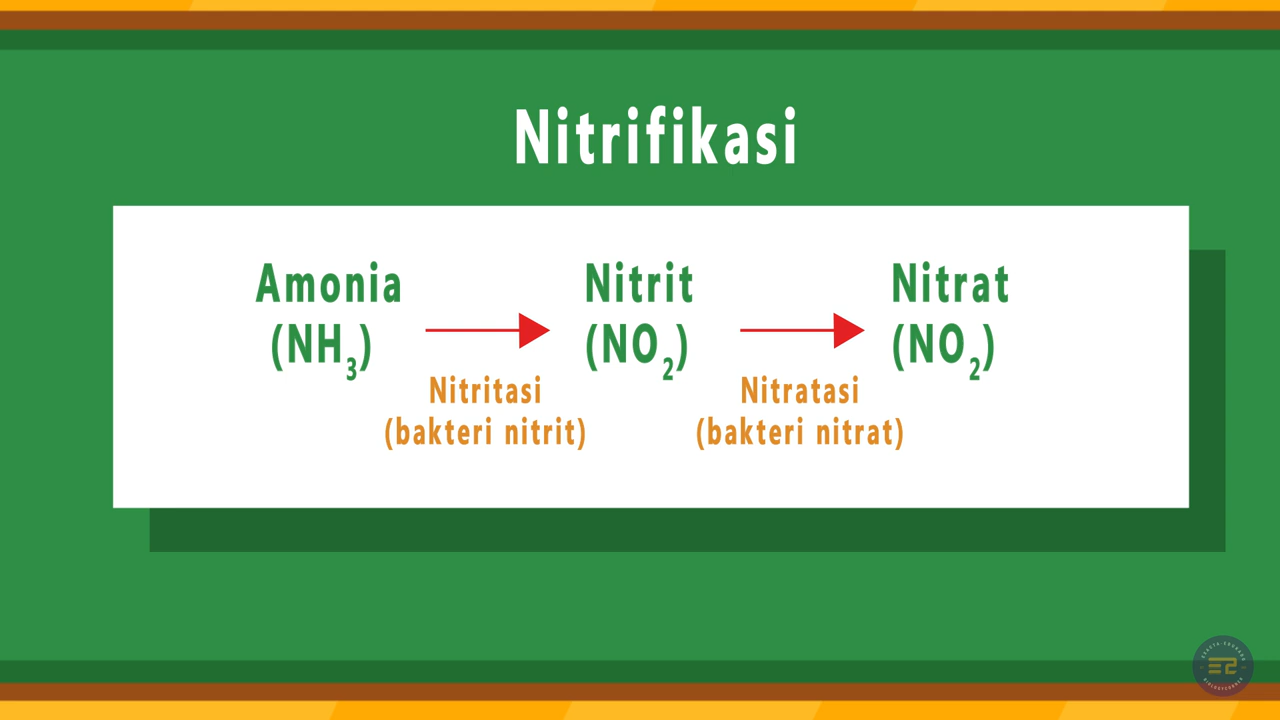 Nitrifikasi
Amonia
(NH₃)
Nitrit
(NO₂)
Nitrat
(NO₂)
Nitritasi
(bakteri nitrit)
Nitratasi
(bakteri nitrat)